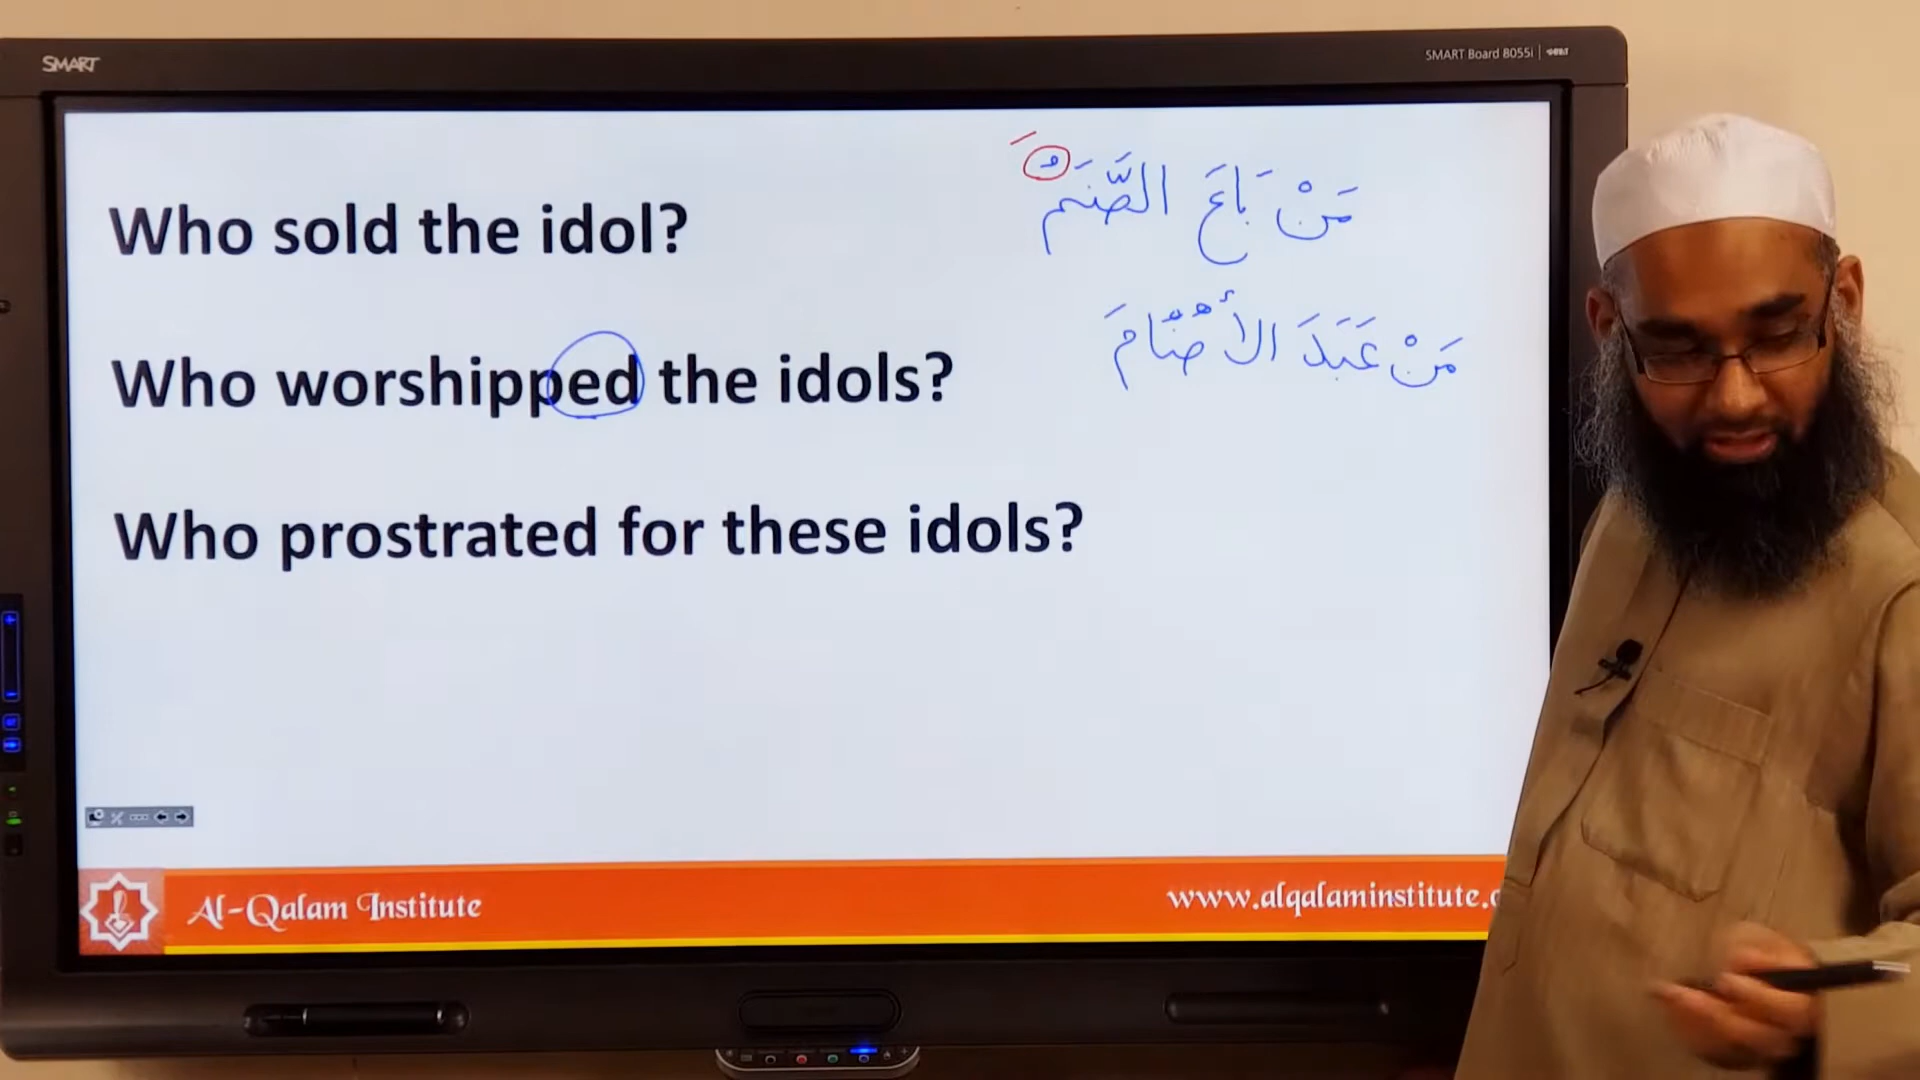 SMART
SMART Board 8055i
Who sold the idol?
مَنْ بَاعَ الصَّنَمُ
Who worshipped the idols?
مَنْ عَبَدَ الأَصْنَامَ
Who prostrated for these idols?
Al-Qalam Institute
www.alqalaminstitute.